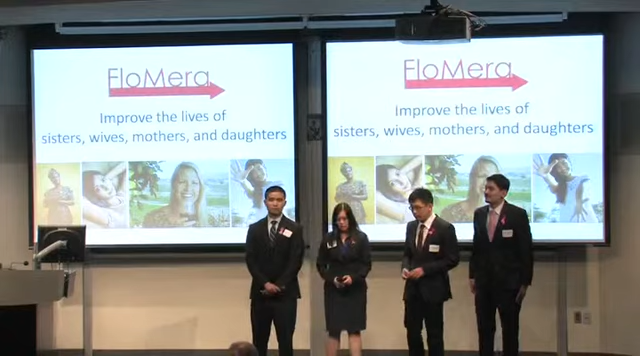 FloMera
Improve the lives of
sisters, wives, mothers, and daughters
FloMera
Improve the lives of
sisters, wives, mothers, and daughters